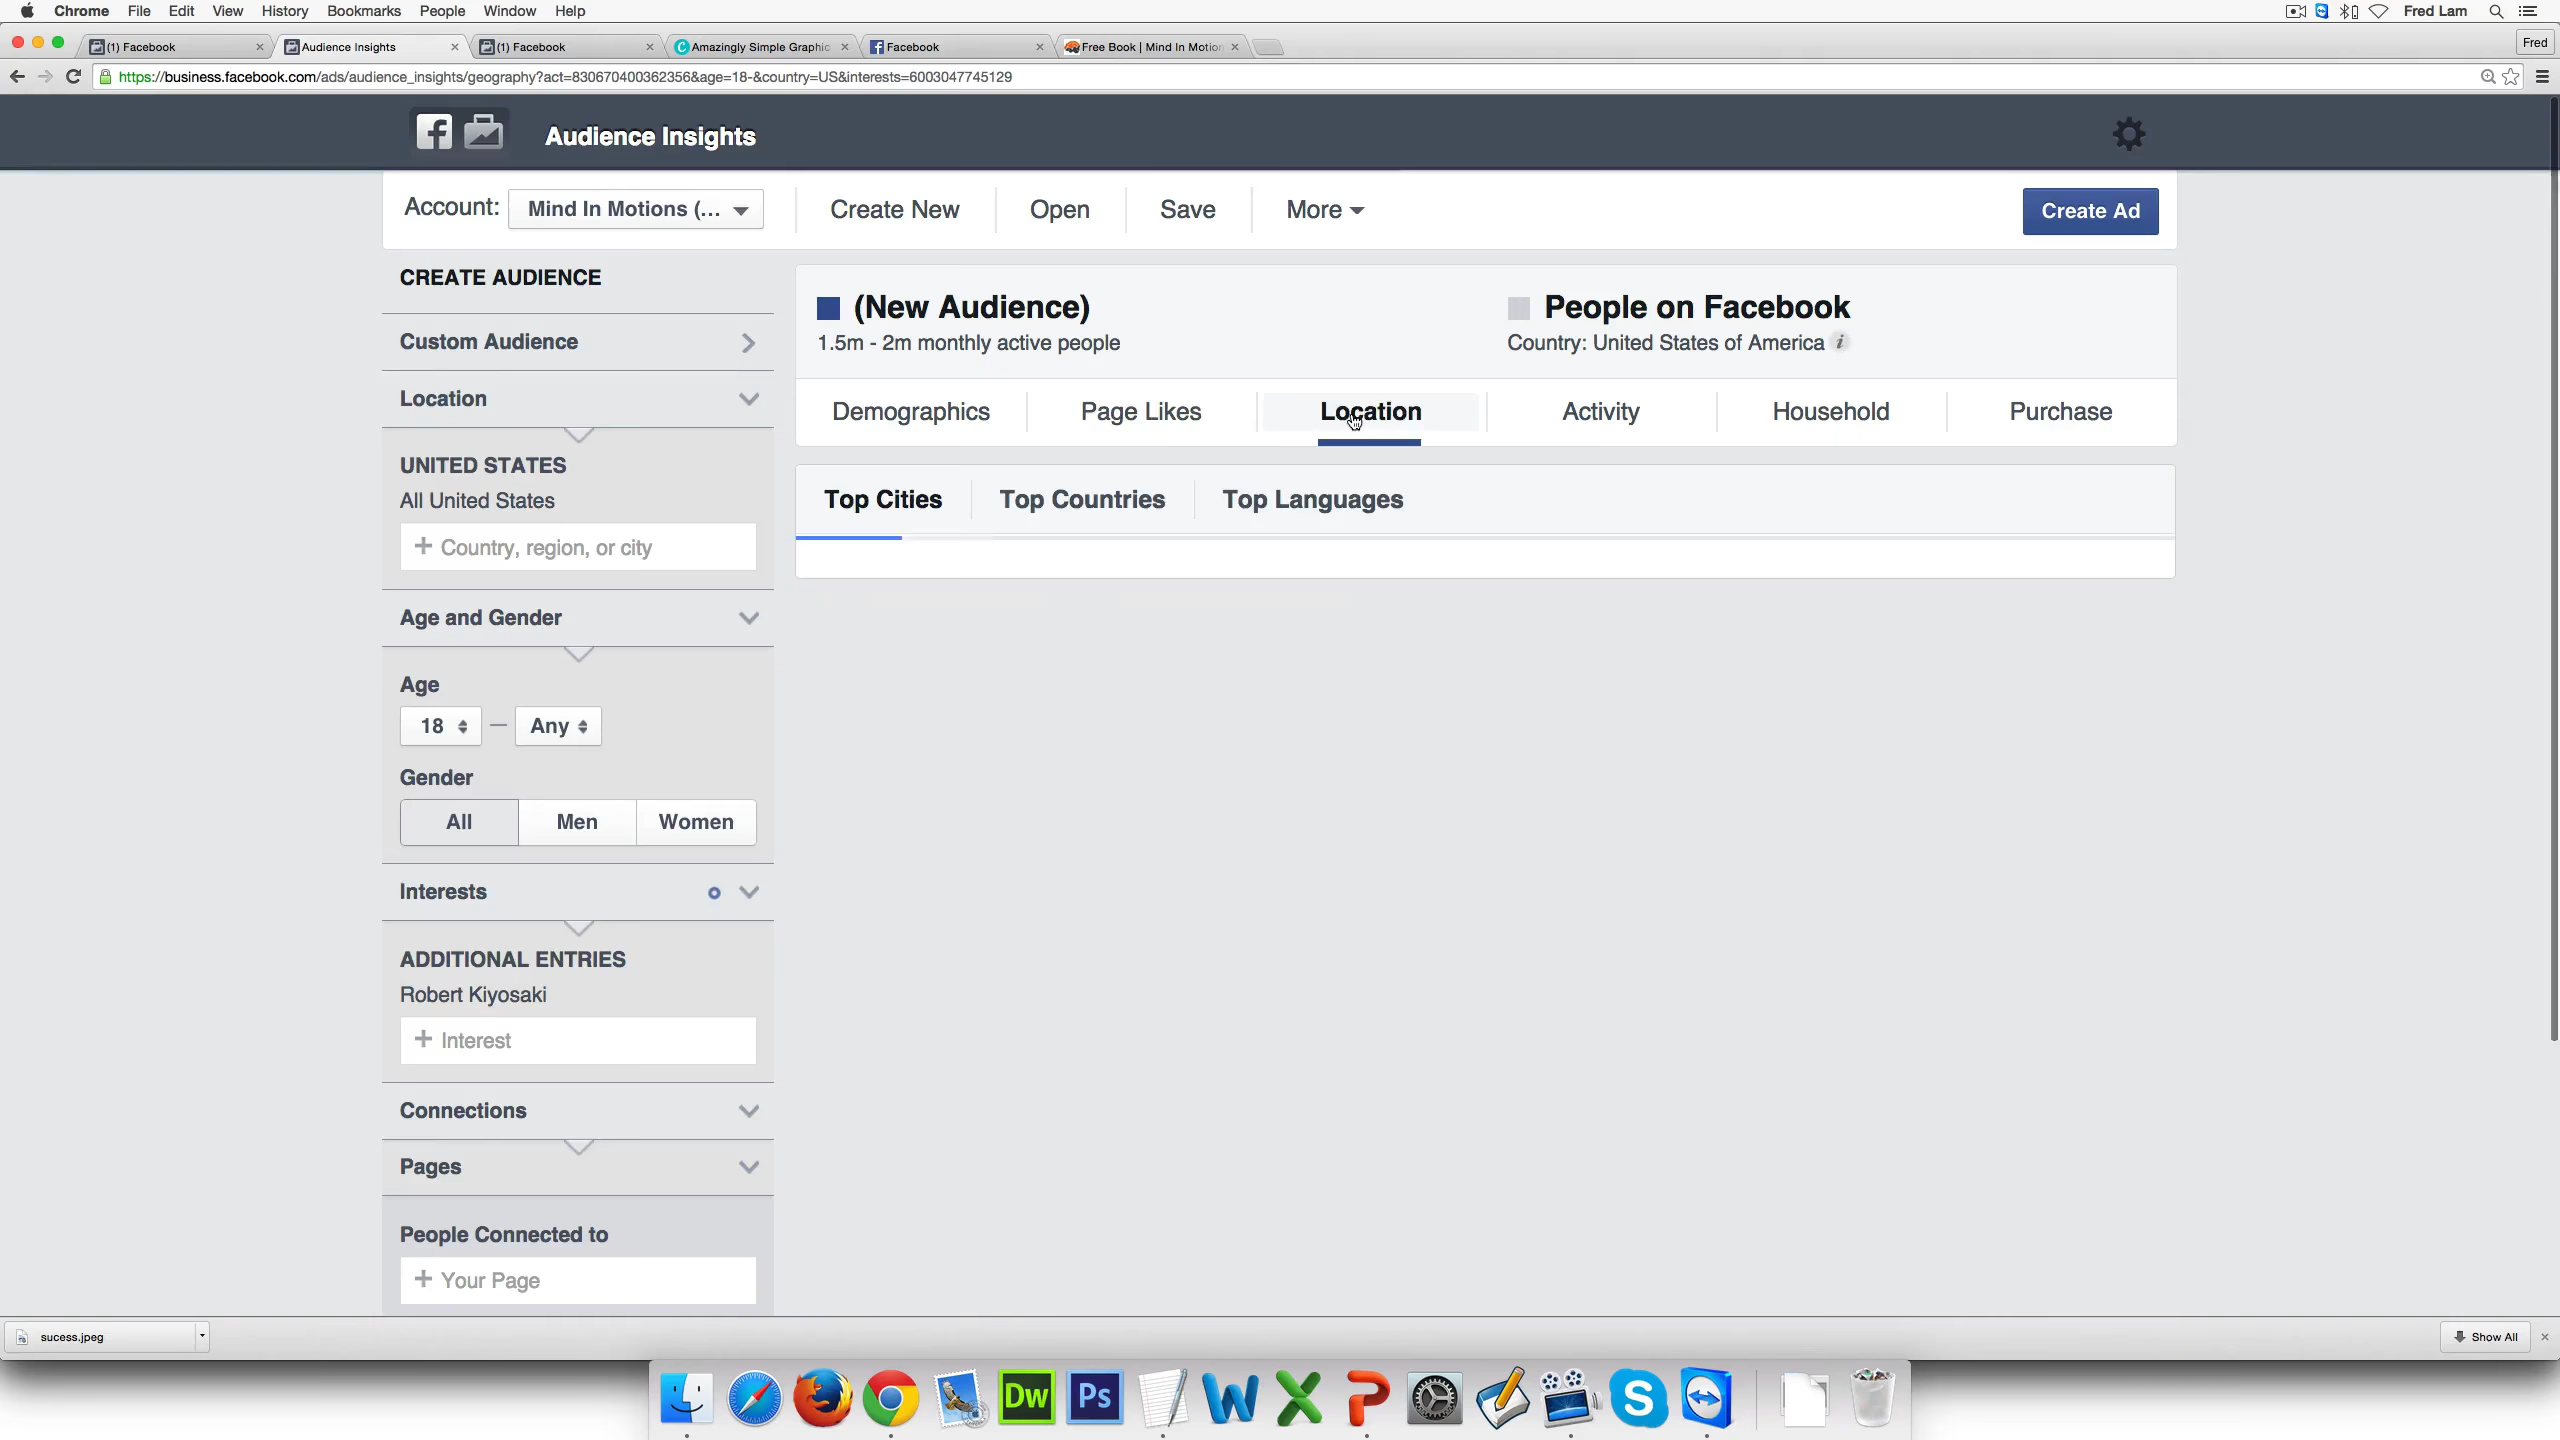 Chrome File Edit View History Bookmarks People Window Help Fred Lam
(1) Facebook Audience Insights (1) Facebook Amazingly Simple Graphic Facebook Free Book | Mind In Motion Fred
https://business.facebook.com/ads/audience_insights/geography?act=830670400362356&age=18-&country=US&interests=6003047745129
Audience Insights
Account: Mind In Motions (... Create New Open Save More Create Ad
CREATE AUDIENCE
Custom Audience
Location
UNITED STATES
All United States
+ Country, region, or city
Age and Gender
Age
18 — Any
Gender
All Men Women
Interests
ADDITIONAL ENTRIES
Robert Kiyosaki
+ Interest
Connections
Pages
People Connected to
+ Your Page
(New Audience) People on Facebook
1.5m - 2m monthly active people Country: United States of America i
Demographics Page Likes Location Activity Household Purchase
Top Cities Top Countries Top Languages
sucess.jpeg Show All
Dw Ps W X P S